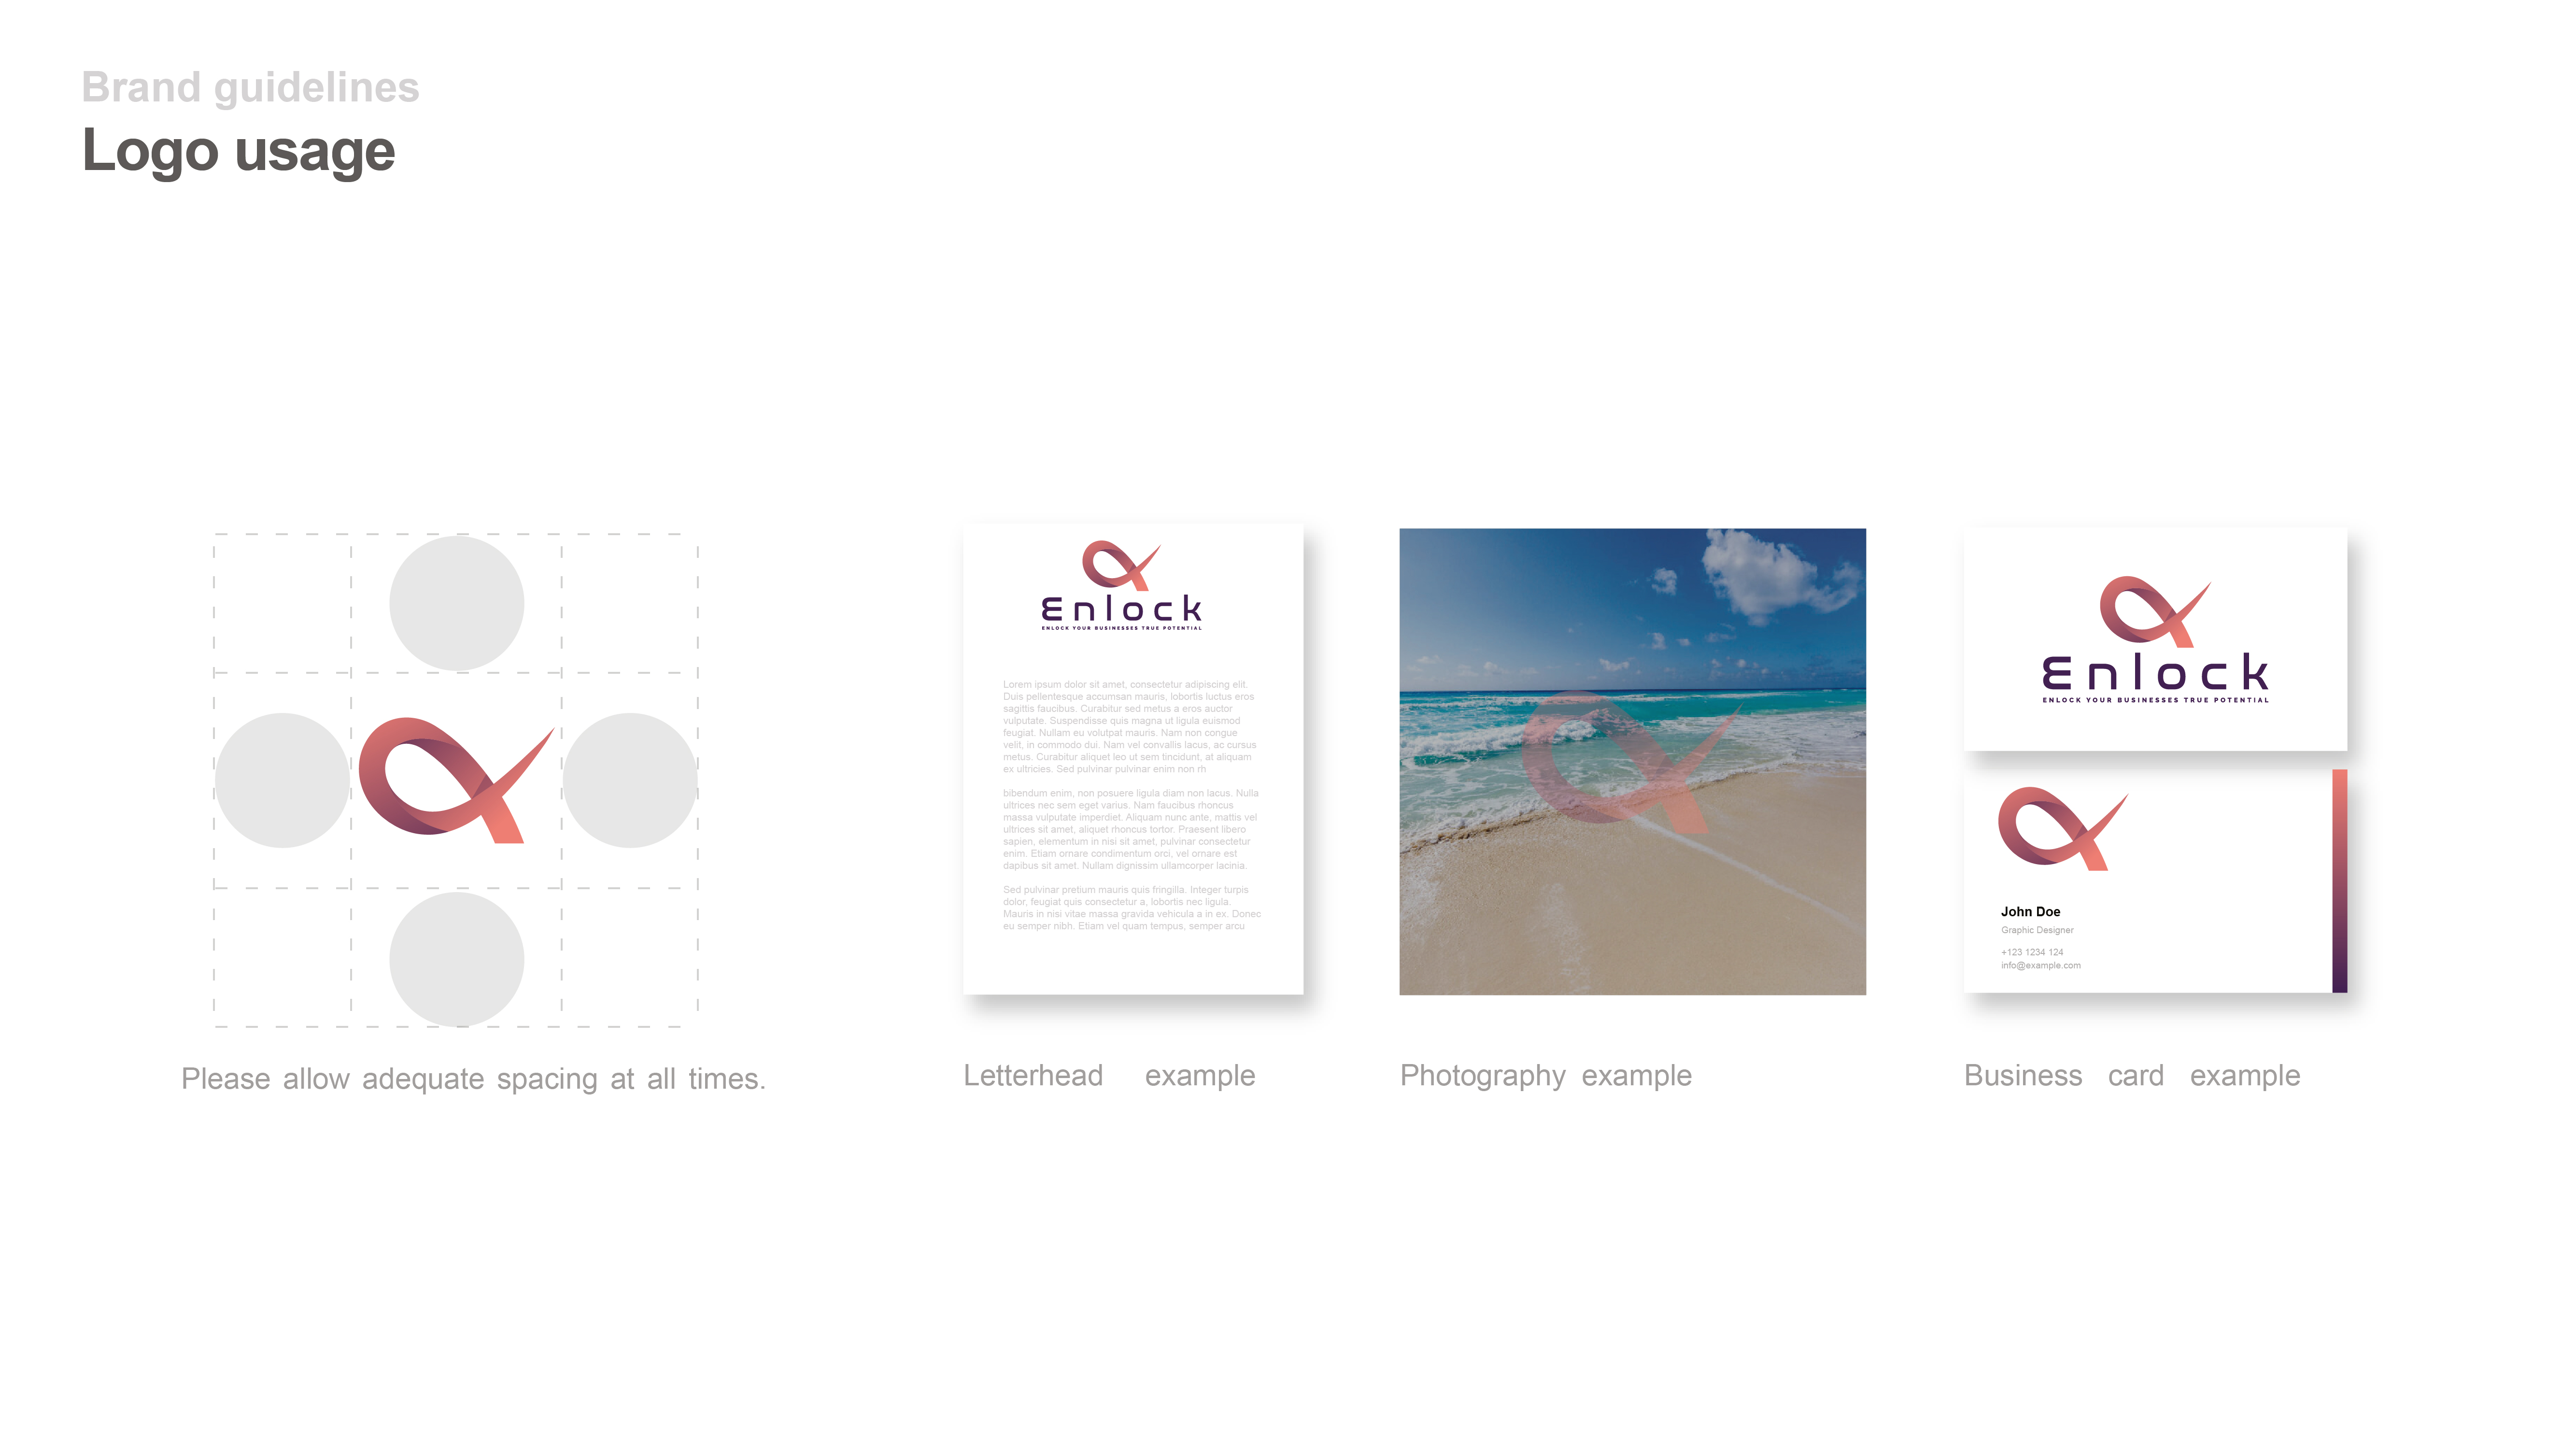 Brand guidelines
Logo usage
Please allow adequate spacing at all times.
Enlock
ENLOCK YOUR BUSINESSES TRUE POTENTIAL
Lorem ipsum dolor sit amet, consectetur adipiscing elit.
Duis pellentesque accumsan mauris, lobortis luctus eros
sagittis faucibus. Curabitur sed metus a eros auctor
vulputate. Suspendisse quis magna ut ligula euismod
feugiat. Nullam eu volutpat mauris. Nam non congue
velit, in commodo dui. Nam vel convallis lacus, ac cursus
metus. Curabitur aliquet leo ut sem tincidunt, at aliquam
ex ultricies. Sed pulvinar pulvinar enim non rh
bibendum enim, non posuere ligula diam non lacus. Nulla
ultrices nec sem eget varius. Nam faucibus rhoncus
massa vulputate imperdiet. Aliquam nunc ante, mattis vel
ultrices sit amet, aliquet rhoncus tortor. Praesent libero
sapien, elementum in nisi sit amet, pulvinar consectetur
enim. Etiam ornare condimentum orci, vel ornare est
dapibus sit amet. Nullam dignissim ullamcorper lacinia.
Sed pulvinar pretium mauris quis fringilla. Integer turpis
dolor, feugiat quis consectetur a, lobortis nec ligula.
Mauris in nisi vitae massa gravida vehicula a in ex. Donec
eu semper nibh. Etiam vel quam tempus, semper arcu
Letterhead example
Photography example
Enlock
ENLOCK YOUR BUSINESSES TRUE POTENTIAL
John Doe
Graphic Designer
+123 1234 124
info@example.com
Business card example